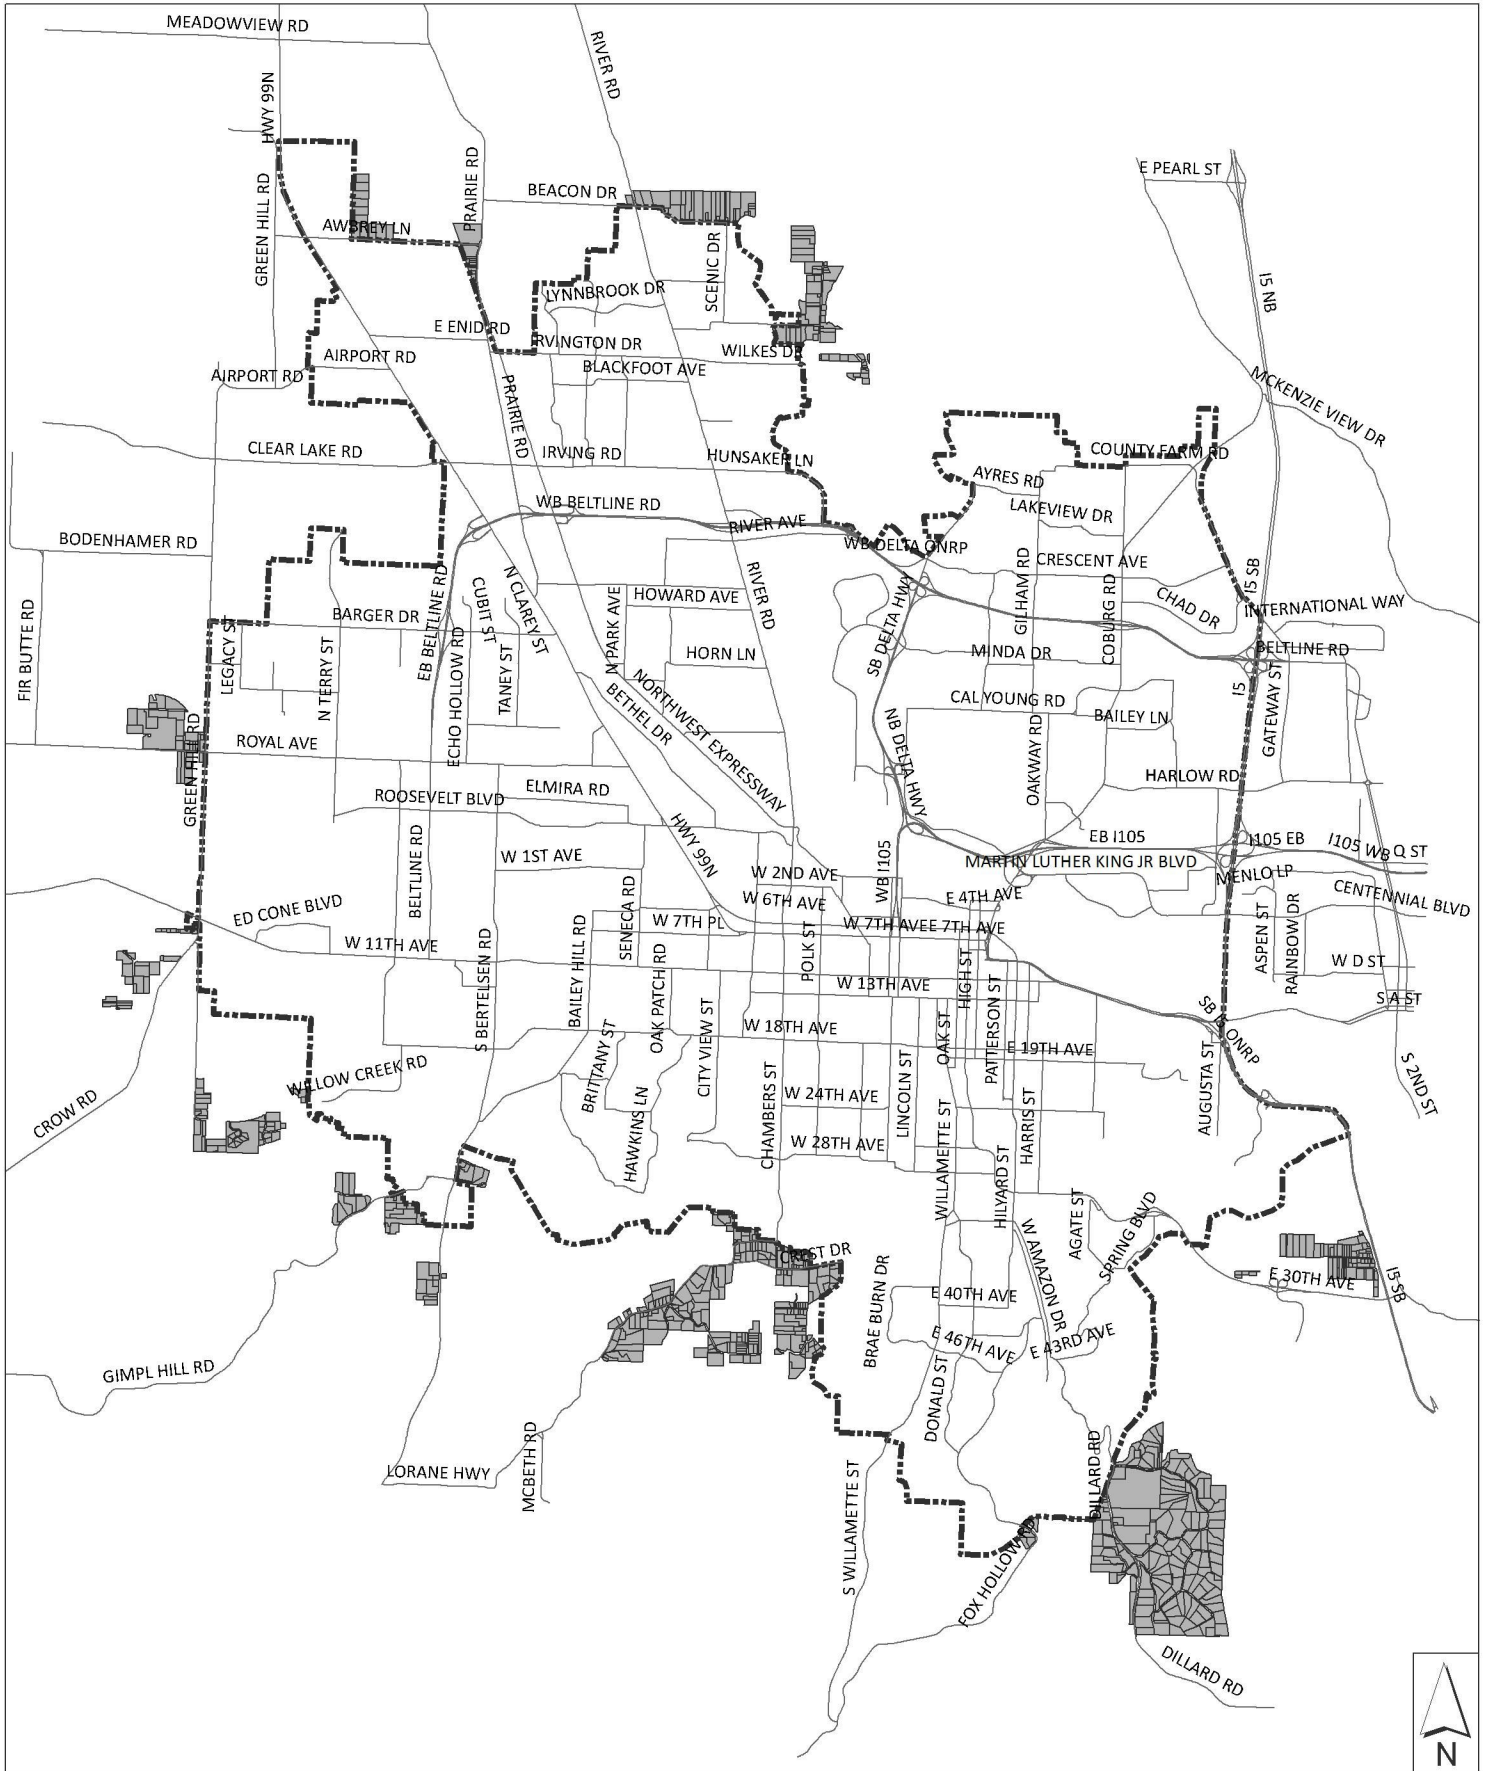 MEADOWVIEW RD
RIVER RD
HWY 99N
PRAIRIE RD
E PEARL ST
BEACON DR
GREEN HILL RD
AWBREY LN
SCENIC DR
I5 NB
LYNNBROOK DR
E ENID RD
IRVINGTON DR
WILKES DR
AIRPORT RD
AIRPORT RD
BLACKFOOT AVE
PRAIRIE RD
MCKENZIE VIEW DR
CLEAR LAKE RD
IRVING RD
HUNSAKER LN
COUNTY FARM RD
AYRES RD
WB BELTLINE RD
RIVER AVE
LAKEVIEW DR
BODENHAMER RD
WB DELTA ONRP
CRESCENT AVE
GILHAM RD
COBURG RD
I5 SB
FIR BUTTE RD
EB BELTLINE RD
CUBIT ST
N CLAREY ST
N PARK AVE
HOWARD AVE
RIVER RD
SB DELTA HWY
CHAD DR
INTERNATIONAL WAY
BARGER DR
LEGACY ST
N TERRY ST
ECHO HOLLOW RD
TANEY ST
HORN LN
MINDA DR
BELTLINE RD
I5
GATEWAY ST
BETHEL DR
NORTHWEST EXPRESSWAY
CAL YOUNG RD
BAILEY LN
NB DELTA HWY
OAKWAY RD
GREEN HILL RD
ROYAL AVE
HARLOW RD
ELMIRA RD
ROOSEVELT BLVD
HWY 99N
BELTLINE RD
W 1ST AVE
EB I105
I105 EB
I105 WB
Q ST
MARTIN LUTHER KING JR BLVD
W 2ND AVE
WB I105
MENLO LP
CENTENNIAL BLVD
W 6TH AVE
E 4TH AVE
ED CONE BLVD
W 7TH PL
W 7TH AVE
E 7TH AVE
SENECA RD
BAILEY HILL RD
W 11TH AVE
S BERTELSEN RD
OAK PATCH RD
POLK ST
HIGH ST
ASPEN ST
RAINBOW DR
W D ST
W 13TH AVE
PATTERSON ST
S A ST
SB I5 ONRP
W 18TH AVE
CITY VIEW ST
OAK ST
E 19TH AVE
BRITTANY ST
WILLOW CREEK RD
CROW RD
HAWKINS LN
CHAMBERS ST
W 24TH AVE
LINCOLN ST
HARRIS ST
AUGUSTA ST
S 2ND ST
W 28TH AVE
WILLAMETTE ST
HILYARD ST
AGATE ST
SPRING BLVD
W AMAZON DR
CREST DR
BRAE BURN DR
E 30TH AVE
I5 SB
E 40TH AVE
E 46TH AVE
E 43RD AVE
GIMPL HILL RD
DONALD ST
MCBETH RD
LORANE HWY
DILLARD RD
S WILLAMETTE ST
FOX HOLLOW RD
DILLARD RD
N